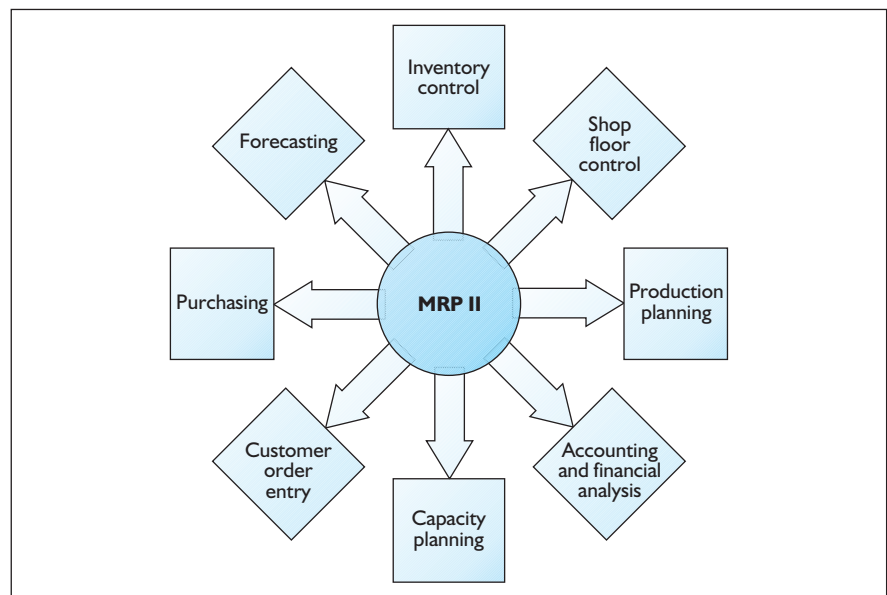 Inventory
control
Forecasting
Shop
floor
control
Purchasing
MRP II
Production
planning
Customer
order
entry
Accounting
and financial
analysis
Capacity
planning